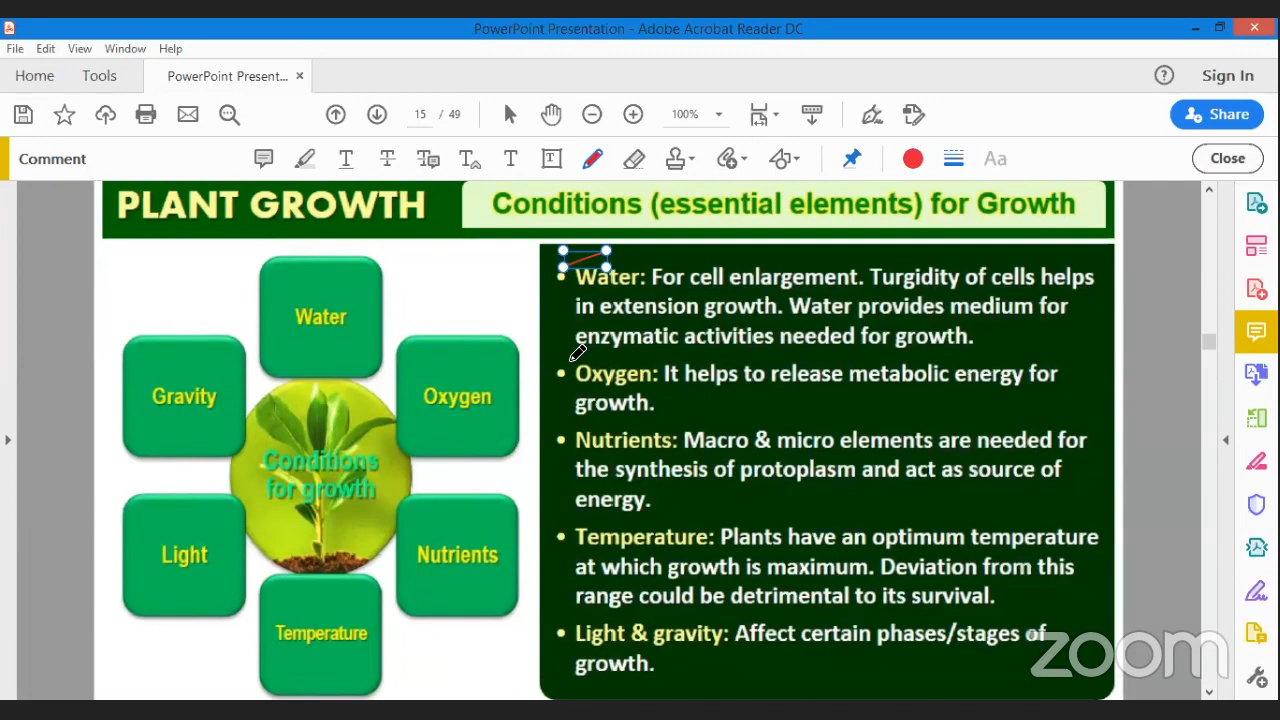 PowerPoint Presentation - Adobe Acrobat Reader DC
File Edit View Window Help
Home Tools PowerPoint Present... Sign In
15 / 49 100% Share
Comment Aa Close
PLANT GROWTH
Conditions (essential elements) for Growth
Water
Gravity
Oxygen
Conditions
for growth
Light
Nutrients
Temperature
• Water: For cell enlargement. Turgidity of cells helps
in extension growth. Water provides medium for
enzymatic activities needed for growth.
• Oxygen: It helps to release metabolic energy for
growth.
• Nutrients: Macro & micro elements are needed for
the synthesis of protoplasm and act as source of
energy.
• Temperature: Plants have an optimum temperature
at which growth is maximum. Deviation from this
range could be detrimental to its survival.
• Light & gravity: Affect certain phases/stages of
growth.
zoom